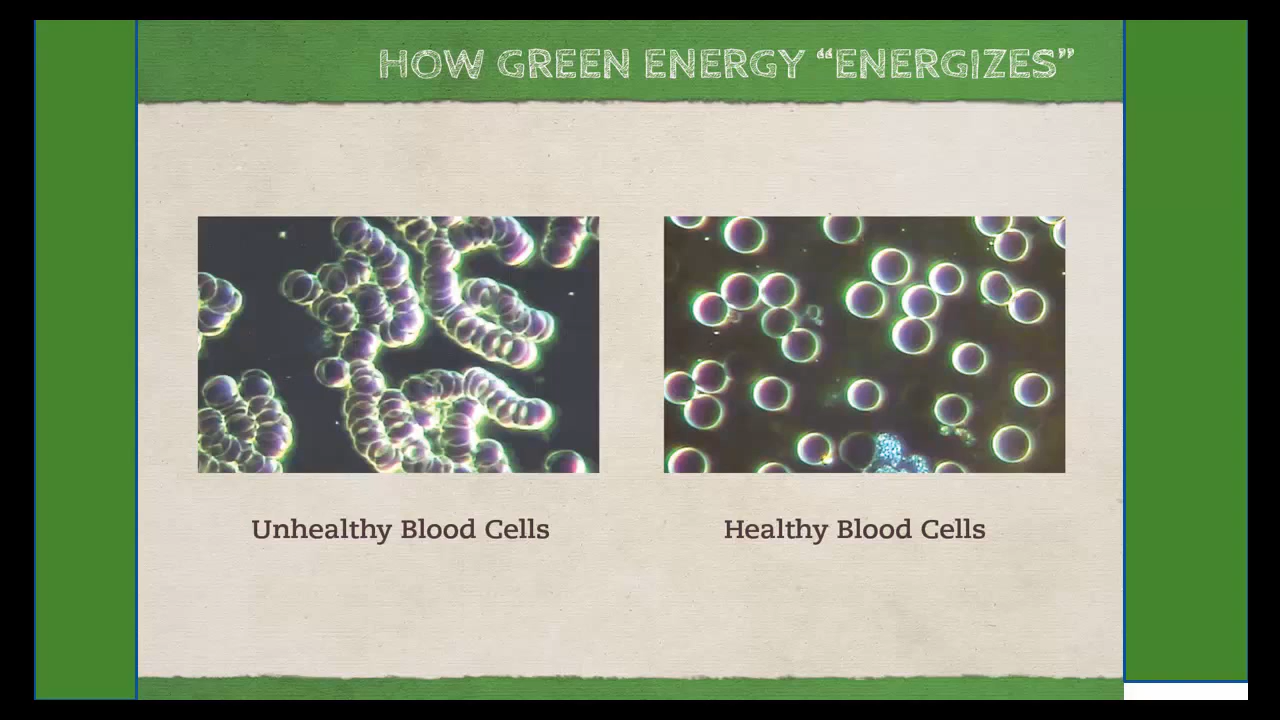 HOW GREEN ENERGY “ENERGIZES”
Unhealthy Blood Cells
Healthy Blood Cells